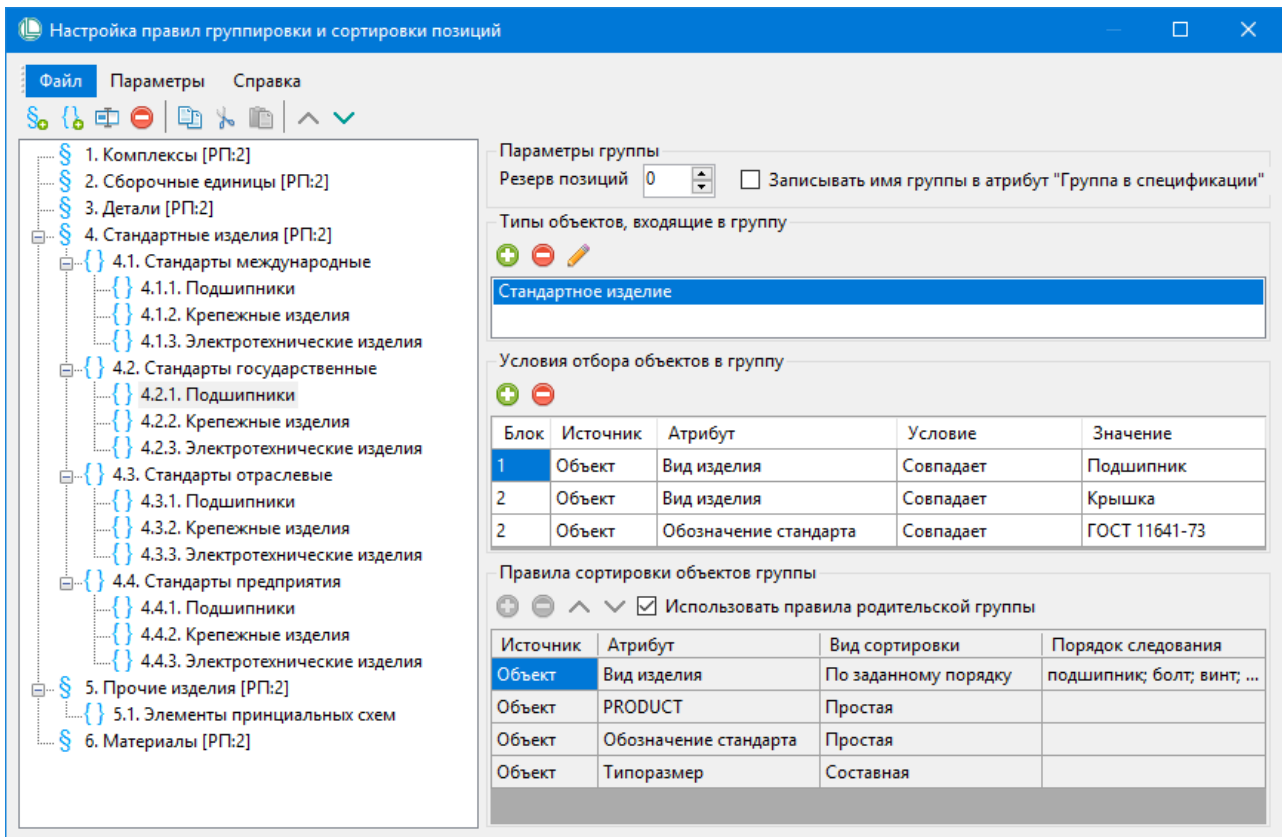 Настройка правил группировки и сортировки позиций
Файл Параметры Справка
§ 1. Комплексы [РП:2]
§ 2. Сборочные единицы [РП:2]
§ 3. Детали [РП:2]
§ 4. Стандартные изделия [РП:2]
{ } 4.1. Стандарты международные
{ } 4.1.1. Подшипники
{ } 4.1.2. Крепежные изделия
{ } 4.1.3. Электротехнические изделия
{ } 4.2. Стандарты государственные
{ } 4.2.1. Подшипники
{ } 4.2.2. Крепежные изделия
{ } 4.2.3. Электротехнические изделия
{ } 4.3. Стандарты отраслевые
{ } 4.3.1. Подшипники
{ } 4.3.2. Крепежные изделия
{ } 4.3.3. Электротехнические изделия
{ } 4.4. Стандарты предприятия
{ } 4.4.1. Подшипники
{ } 4.4.2. Крепежные изделия
{ } 4.4.3. Электротехнические изделия
§ 5. Прочие изделия [РП:2]
{ } 5.1. Элементы принциальных схем
§ 6. Материалы [РП:2]
Параметры группы
Резерв позиций 0 Записывать имя группы в атрибут "Группа в спецификации"
Типы объектов, входящие в группу
Стандартное изделие
Условия отбора объектов в группу
Блок Источник Атрибут Условие Значение
1 Объект Вид изделия Совпадает Подшипник
2 Объект Вид изделия Совпадает Крышка
2 Объект Обозначение стандарта Совпадает ГОСТ 11641-73
Правила сортировки объектов группы
Использовать правила родительской группы
Источник Атрибут Вид сортировки Порядок следования
Объект Вид изделия По заданному порядку подшипник; болт; винт; ...
Объект PRODUCT Простая
Объект Обозначение стандарта Простая
Объект Типоразмер Составная